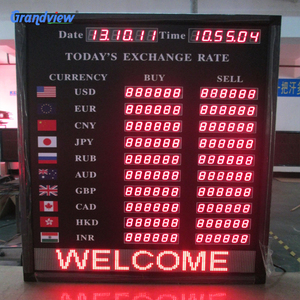 Grandview
Date 13.10.11 Time 10.55.04
TODAY'S EXCHANGE RATE
CURRENCY BUY SELL
USD 888888 888888
EUR 888888 888888
CNY 888888 888888
JPY 888888 888888
RUB 888888 888888
AUD 888888 888888
GBP 888888 888888
CAD 888888 888888
HKD 888888 888888
INR 888888 888888
WELCOME